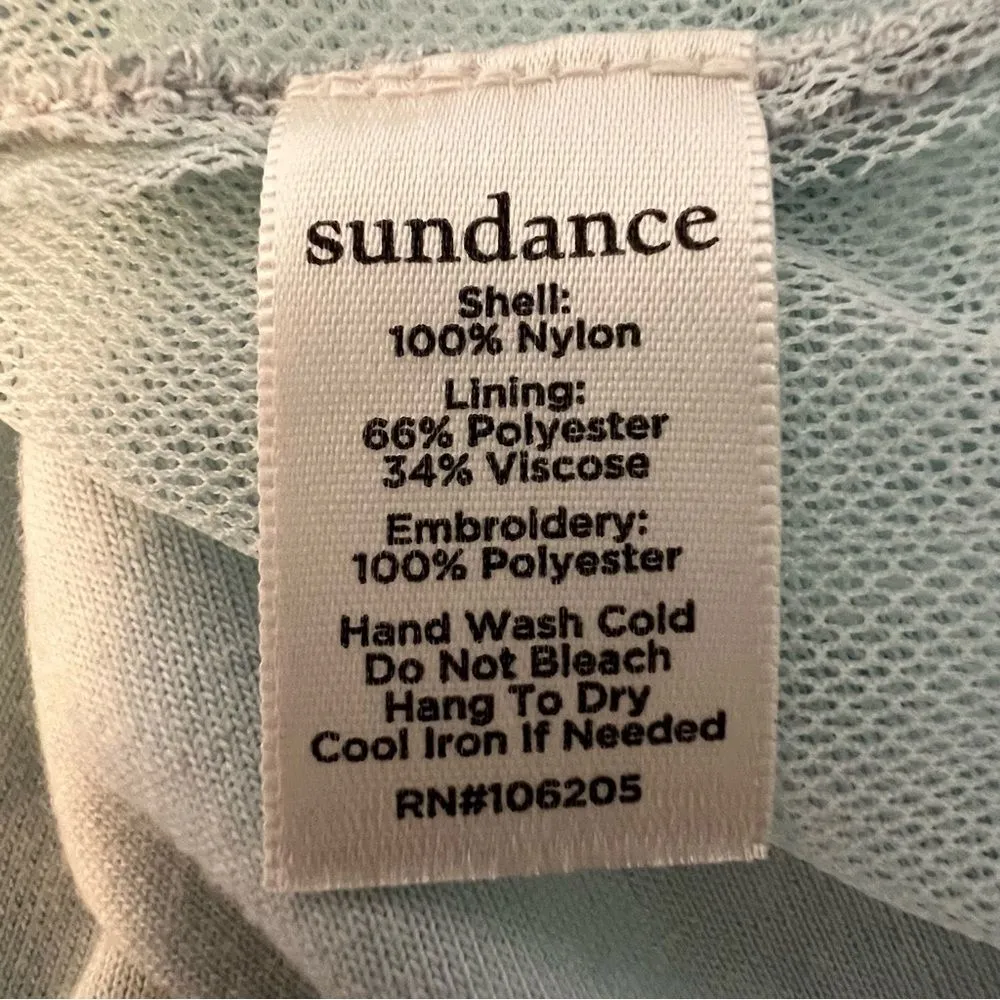 sundance
Shell:
100% Nylon
Lining:
66% Polyester
34% Viscose
Embroidery:
100% Polyester
Hand Wash Cold
Do Not Bleach
Hang To Dry
Cool Iron If Needed
RN#106205